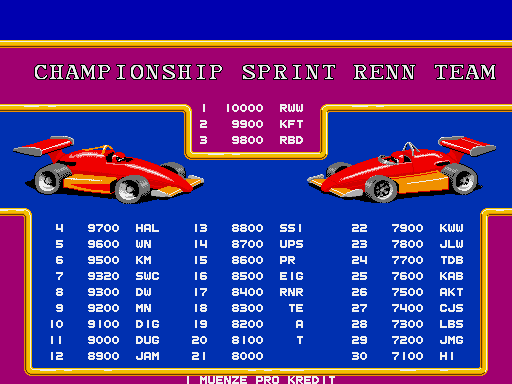 CHAMPIONSHIP SPRINT RENN TEAM
1 10000 RWW
2 9900 KFT
3 9800 RBD
4 9700 HAL 13 8800 SSI 22 7900 KWW
5 9600 WN 14 8700 UPS 23 7800 JLW
6 9500 KM 15 8600 PR 24 7700 TDB
7 9320 SWC 16 8500 EIG 25 7600 KAB
8 9300 DW 17 8400 RNR 26 7500 AKT
9 9200 MN 18 8300 TE 27 7400 CJS
10 9100 DIG 19 8200 A 28 7300 LBS
11 9000 DUG 20 8100 T 29 7200 JMG
12 8900 JAM 21 8000 30 7100 HI
1 MUENZE PRO KREDIT